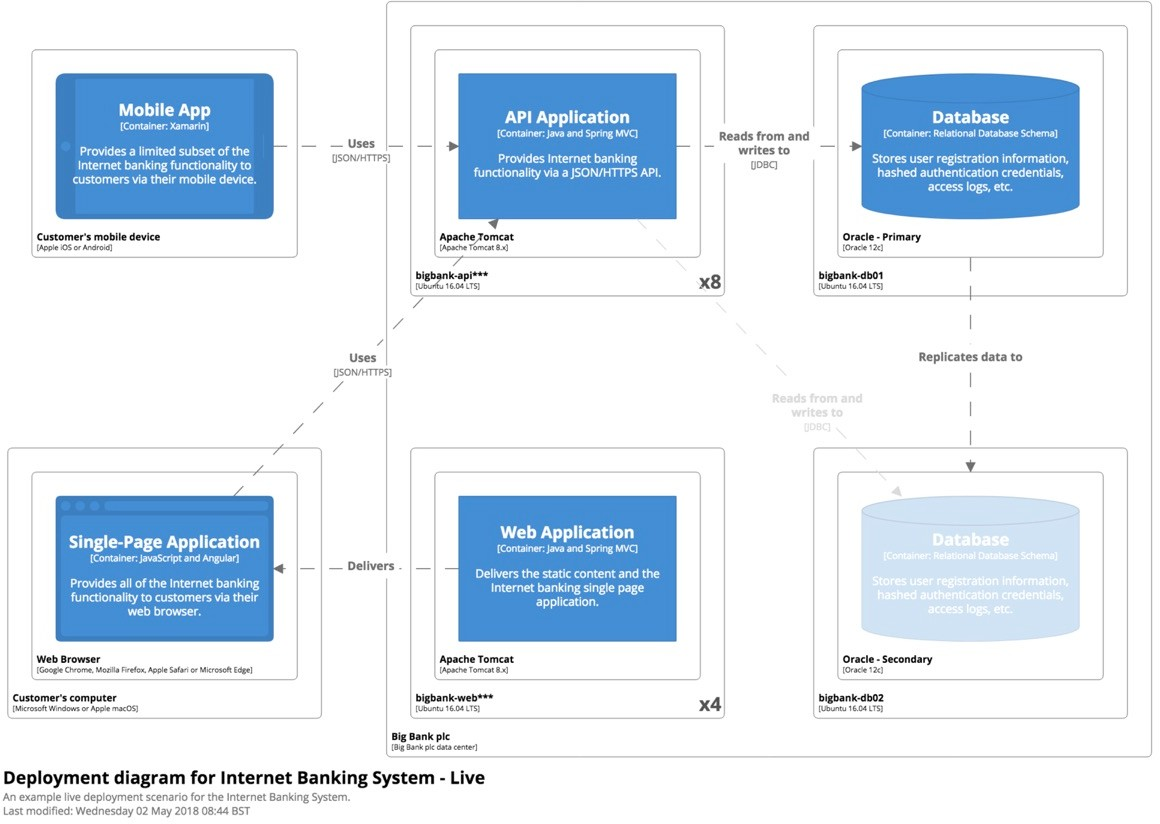 Mobile App
[Container: Xamarin]
Provides a limited subset of the
Internet banking functionality to
customers via their mobile device.
Customer's mobile device
[Apple iOS or Android]
Uses
[JSON/HTTPS]
API Application
[Container: Java and Spring MVC]
Provides Internet banking
functionality via a JSON/HTTPS API.
Apache Tomcat
[Apache Tomcat 8.x]
bigbank-api***
[Ubuntu 16.04 LTS]
x8
Reads from and
writes to
[JDBC]
Database
[Container: Relational Database Schema]
Stores user registration information,
hashed authentication credentials,
access logs, etc.
Oracle - Primary
[Oracle 12c]
bigbank-db01
[Ubuntu 16.04 LTS]
Uses
[JSON/HTTPS]
Replicates data to
Reads from and
writes to
[JDBC]
Single-Page Application
[Container: JavaScript and Angular]
Provides all of the Internet banking
functionality to customers via their
web browser.
Web Browser
[Google Chrome, Mozilla Firefox, Apple Safari or Microsoft Edge]
Customer's computer
[Microsoft Windows or Apple macOS]
Delivers
Web Application
[Container: Java and Spring MVC]
Delivers the static content and the
Internet banking single page
application.
Apache Tomcat
[Apache Tomcat 8.x]
bigbank-web***
[Ubuntu 16.04 LTS]
x4
Database
[Container: Relational Database Schema]
Stores user registration information,
hashed authentication credentials,
access logs, etc.
Oracle - Secondary
[Oracle 12c]
bigbank-db02
[Ubuntu 16.04 LTS]
Big Bank plc
[Big Bank plc data center]
Deployment diagram for Internet Banking System - Live
An example live deployment scenario for the Internet Banking System.
Last modified: Wednesday 02 May 2018 08:44 BST